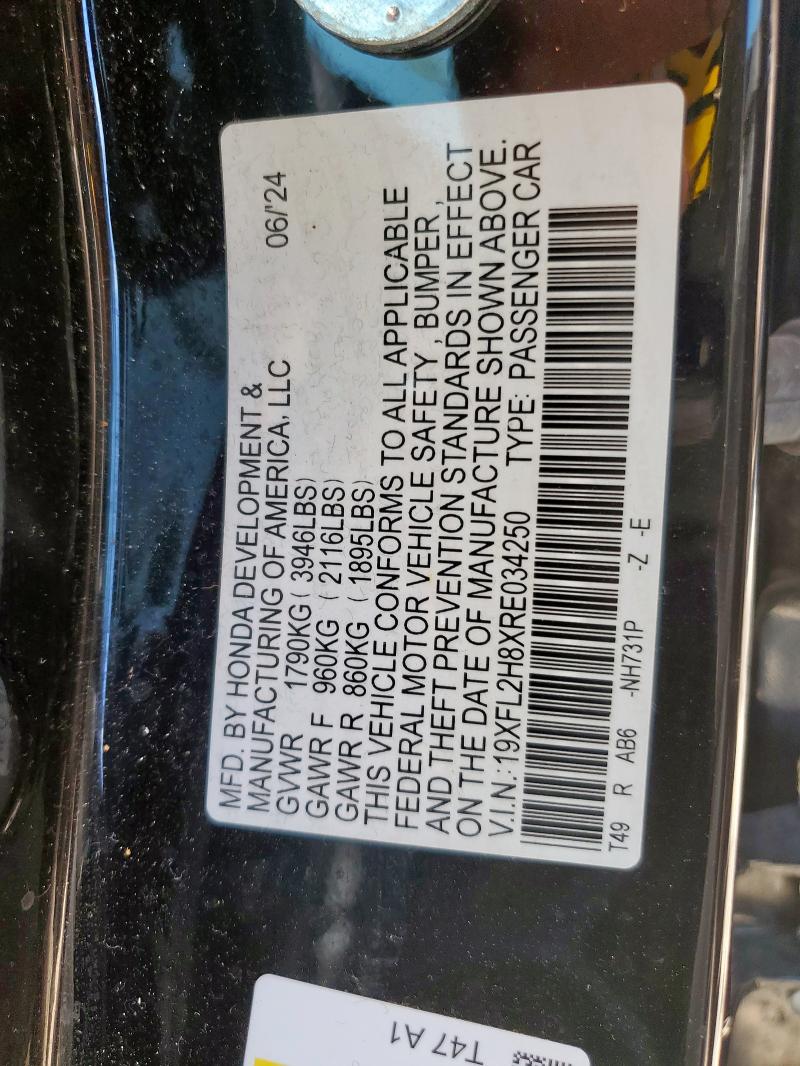 MFD. BY HONDA DEVELOPMENT &
MANUFACTURING OF AMERICA, LLC 06/'24
GVWR 1790KG ( 3946LBS)
GAWR F 960KG ( 2116LBS)
GAWR R 860KG ( 1895LBS)
THIS VEHICLE CONFORMS TO ALL APPLICABLE
FEDERAL MOTOR VEHICLE SAFETY , BUMPER ,
AND THEFT PREVENTION STANDARDS IN EFFECT
ON THE DATE OF MANUFACTURE SHOWN ABOVE.
V.I.N.: 19XFL2H8XRE034250 TYPE: PASSENGER CAR
T49 R AB6 -NH731P -Z -E
T47 A1